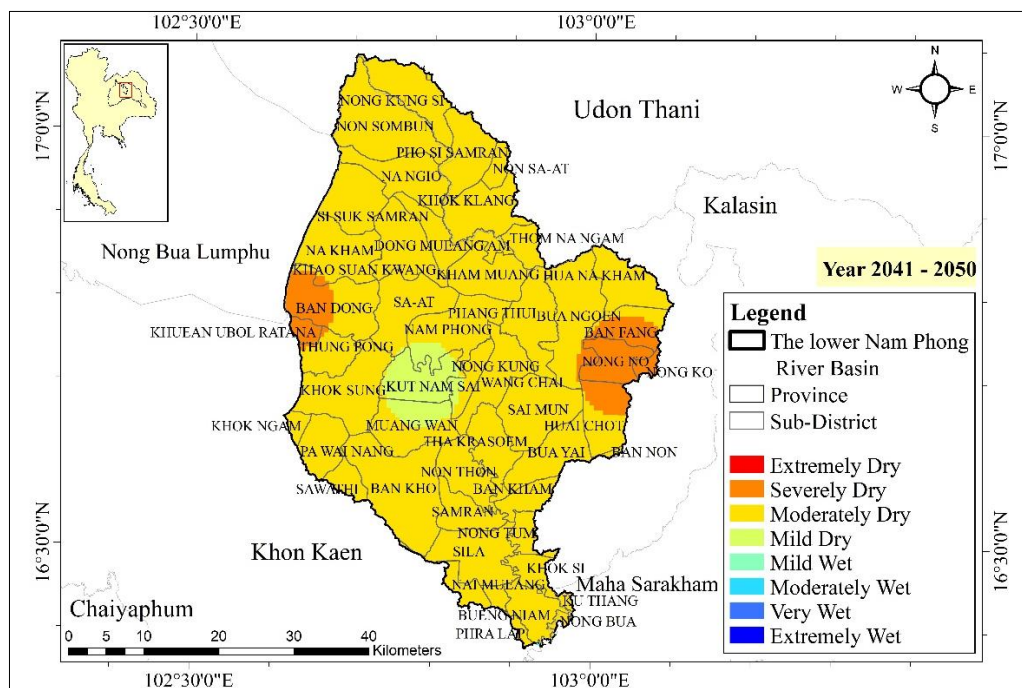 102°30'0"E
103°0'0"E
N
W
E
S
17°0'0"N
17°0'0"N
Udon Thani
Kalasin
Nong Bua Lumphu
Year 2041 - 2050
NONG KUNG SI
NON SOMBUN
PHO SI SAMRAN
NON SA-AT
NA NGIO
KHOK KLANG
SI SUK SAMRAN
THOM NA NGAM
DONG MUEANG AM
NA KHAM
KHAO SUAN KWANG
KHAM MUANG
HUA NA KHAM
BAN DONG
SA-AT
PHANG THUI
BUA NGOEN
KHUEAN UBOL RATANA
NAM PHONG
BAN FANG
THUNG PONG
NONG KUNG
NONG NO
NONG KO
KHOK SUNG
KUT NAM SAI
WANG CHAI
SAI MUN
KHOK NGAM
MUANG WAN
HUAI CHOT
THA KRASOEM
PA WAI NANG
BUA YAI
BAN NON
NON THON
SAWATHI
BAN KHO
BAN KHAM
SAMRAN
NONG TUM
SILA
KHOK SI
NAI MUEANG
KU THANG
BUENG NIAM
NONG BUA
PHRA LAP
Khon Kaen
Maha Sarakham
Chaiyaphum
16°30'0"N
16°30'0"N
Legend
The lower Nam Phong
River Basin
Province
Sub-District
Extremely Dry
Severely Dry
Moderately Dry
Mild Dry
Mild Wet
Moderately Wet
Very Wet
Extremely Wet
0 5 10 20 30 40
Kilometers
102°30'0"E
103°0'0"E